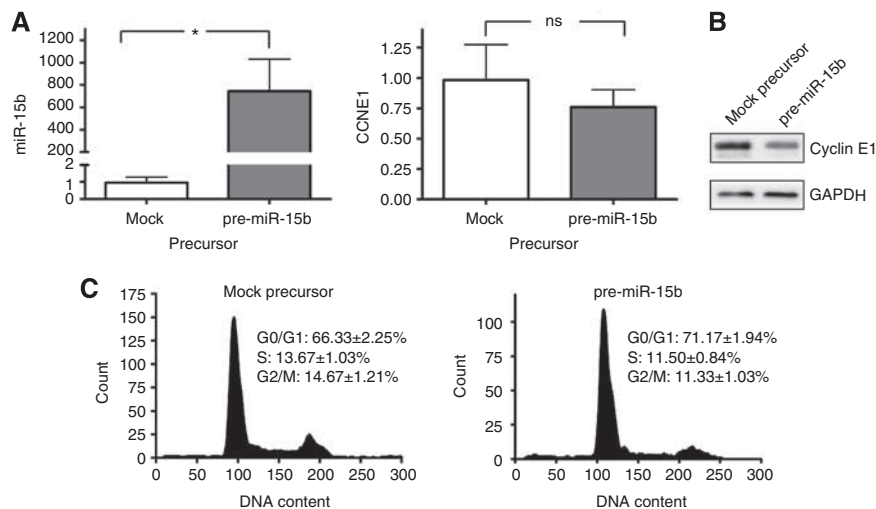 A
miR-15b
1200
1000
800
600
400
200
2
1
0
*
Mock
pre-miR-15b
Precursor
CCNE1
1.25
1.00
0.75
0.50
0.25
0.00
ns
Mock
pre-miR-15b
Precursor
B
Mock precursor
pre-miR-15b
Cyclin E1
GAPDH
C
Mock precursor
Count
175
150
125
100
75
50
25
0
G0/G1: 66.33±2.25%
S: 13.67±1.03%
G2/M: 14.67±1.21%
0 50 100 150 200 250 300
DNA content
pre-miR-15b
Count
100
75
50
25
0
G0/G1: 71.17±1.94%
S: 11.50±0.84%
G2/M: 11.33±1.03%
0 50 100 150 200 250 300
DNA content